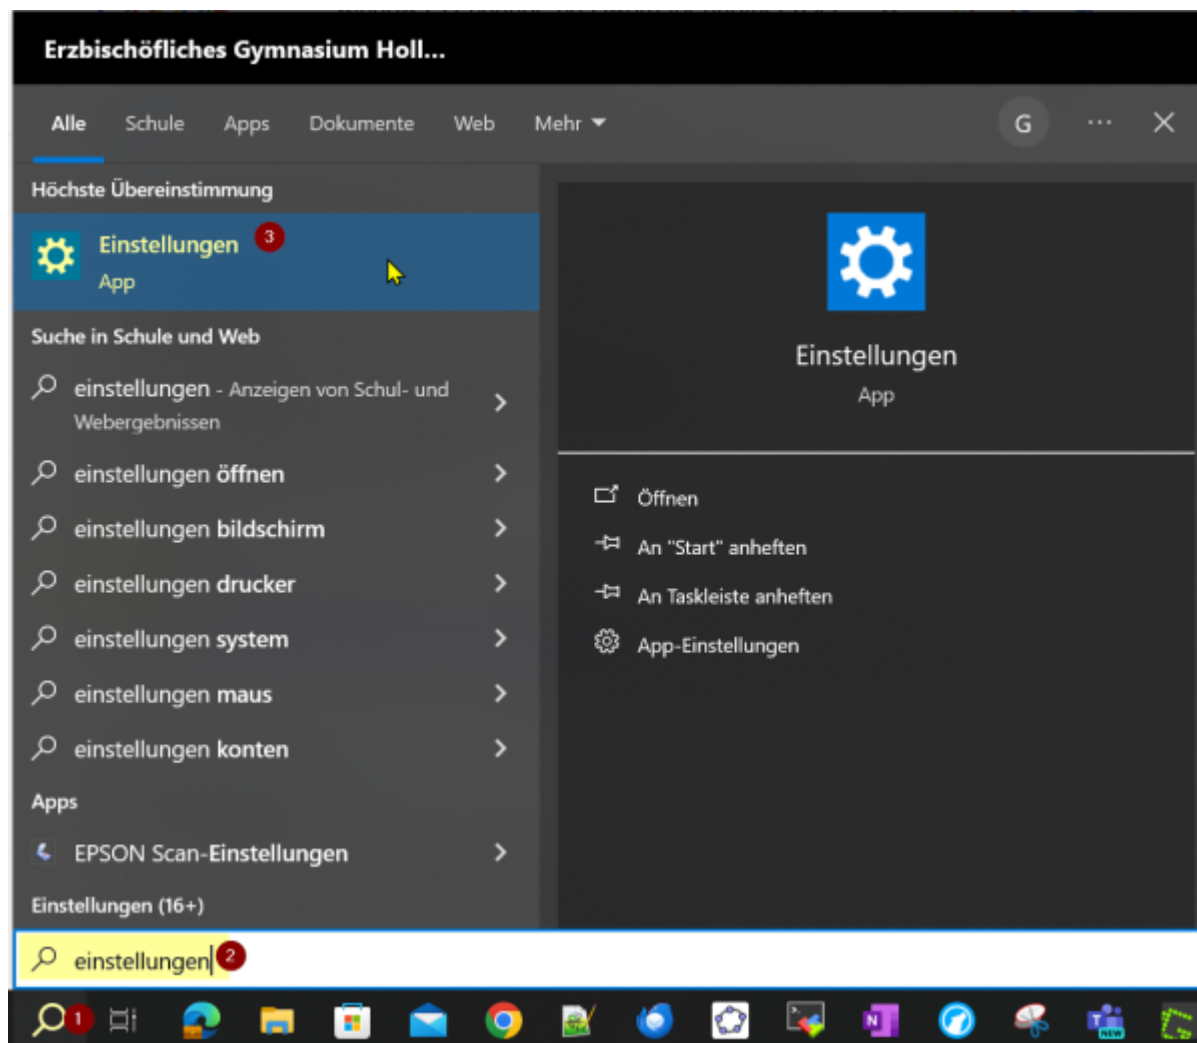 Erzbischöfliches Gymnasium Holl...
Alle Schule Apps Dokumente Web Mehr G ...
Höchste Übereinstimmung
Einstellungen 3
App
Suche in Schule und Web
einstellungen - Anzeigen von Schul- und
Webergebnissen
einstellungen öffnen
einstellungen bildschirm
einstellungen drucker
einstellungen system
einstellungen maus
einstellungen konten
Apps
EPSON Scan-Einstellungen
Einstellungen (16+)
Einstellungen
App
Öffnen
An "Start" anheften
An Taskleiste anheften
App-Einstellungen
einstellungen 2
1
N
T
NEW